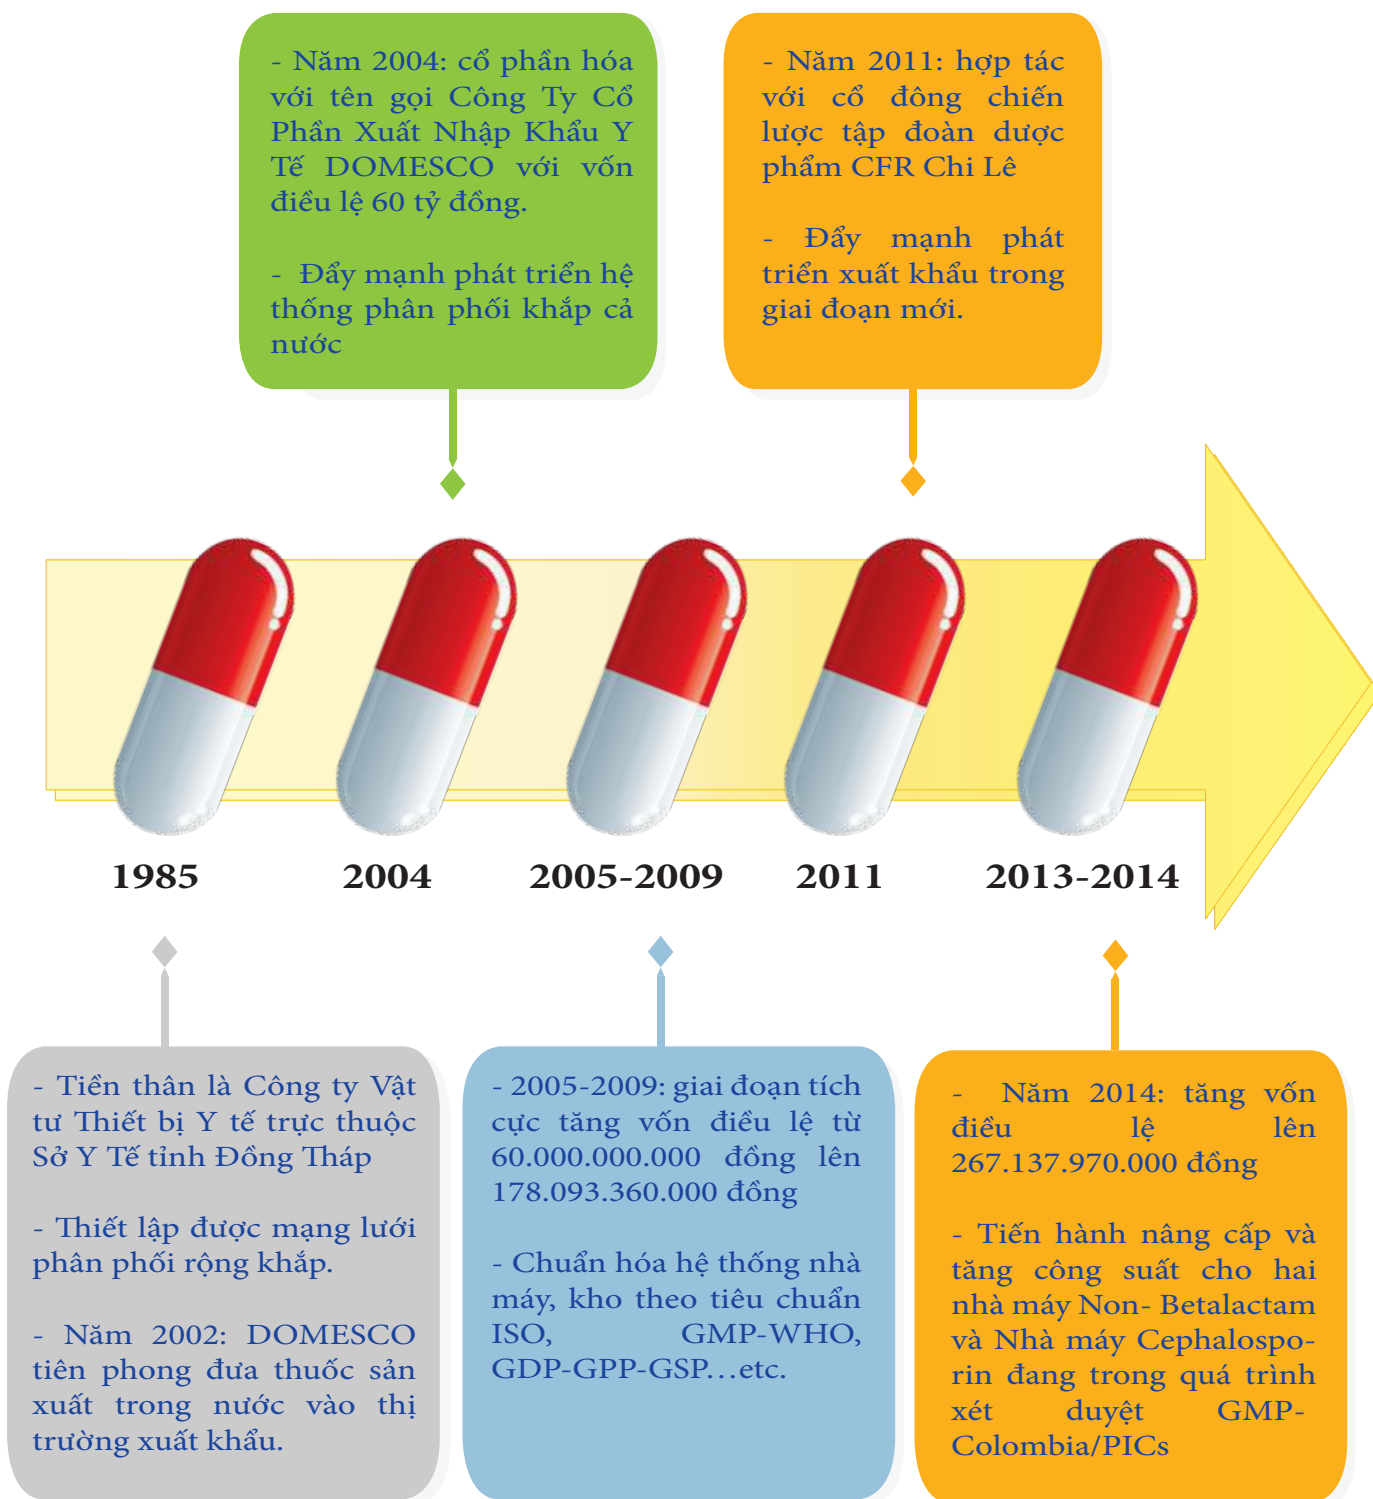 - Năm 2004: cổ phần hóa
với tên gọi Công Ty Cổ
Phần Xuất Nhập Khẩu Y
Tế DOMESCO với vốn
điều lệ 60 tỷ đồng.
- Đẩy mạnh phát triển hệ
thống phân phối khắp cả
nước
- Năm 2011: hợp tác
với cổ đông chiến
lược tập đoàn dược
phẩm CFR Chi Lê
- Đẩy mạnh phát
triển xuất khẩu trong
giai đoạn mới.
1985
2004
2005-2009
2011
2013-2014
- Tiền thân là Công ty Vật
tư Thiết bị Y tế trực thuộc
Sở Y Tế tỉnh Đồng Tháp
- Thiết lập được mạng lưới
phân phối rộng khắp.
- Năm 2002: DOMESCO
tiên phong đưa thuốc sản
xuất trong nước vào thị
trường xuất khẩu.
- 2005-2009: giai đoạn tích
cực tăng vốn điều lệ từ
60.000.000.000 đồng lên
178.093.360.000 đồng
- Chuẩn hóa hệ thống nhà
máy, kho theo tiêu chuẩn
ISO, GMP-WHO,
GDP-GPP-GSP…etc.
- Năm 2014: tăng vốn
điều lệ lên
267.137.970.000 đồng
- Tiến hành nâng cấp và
tăng công suất cho hai
nhà máy Non- Betalactam
và Nhà máy Cephalospo-
rin đang trong quá trình
xét duyệt GMP-
Colombia/PICs